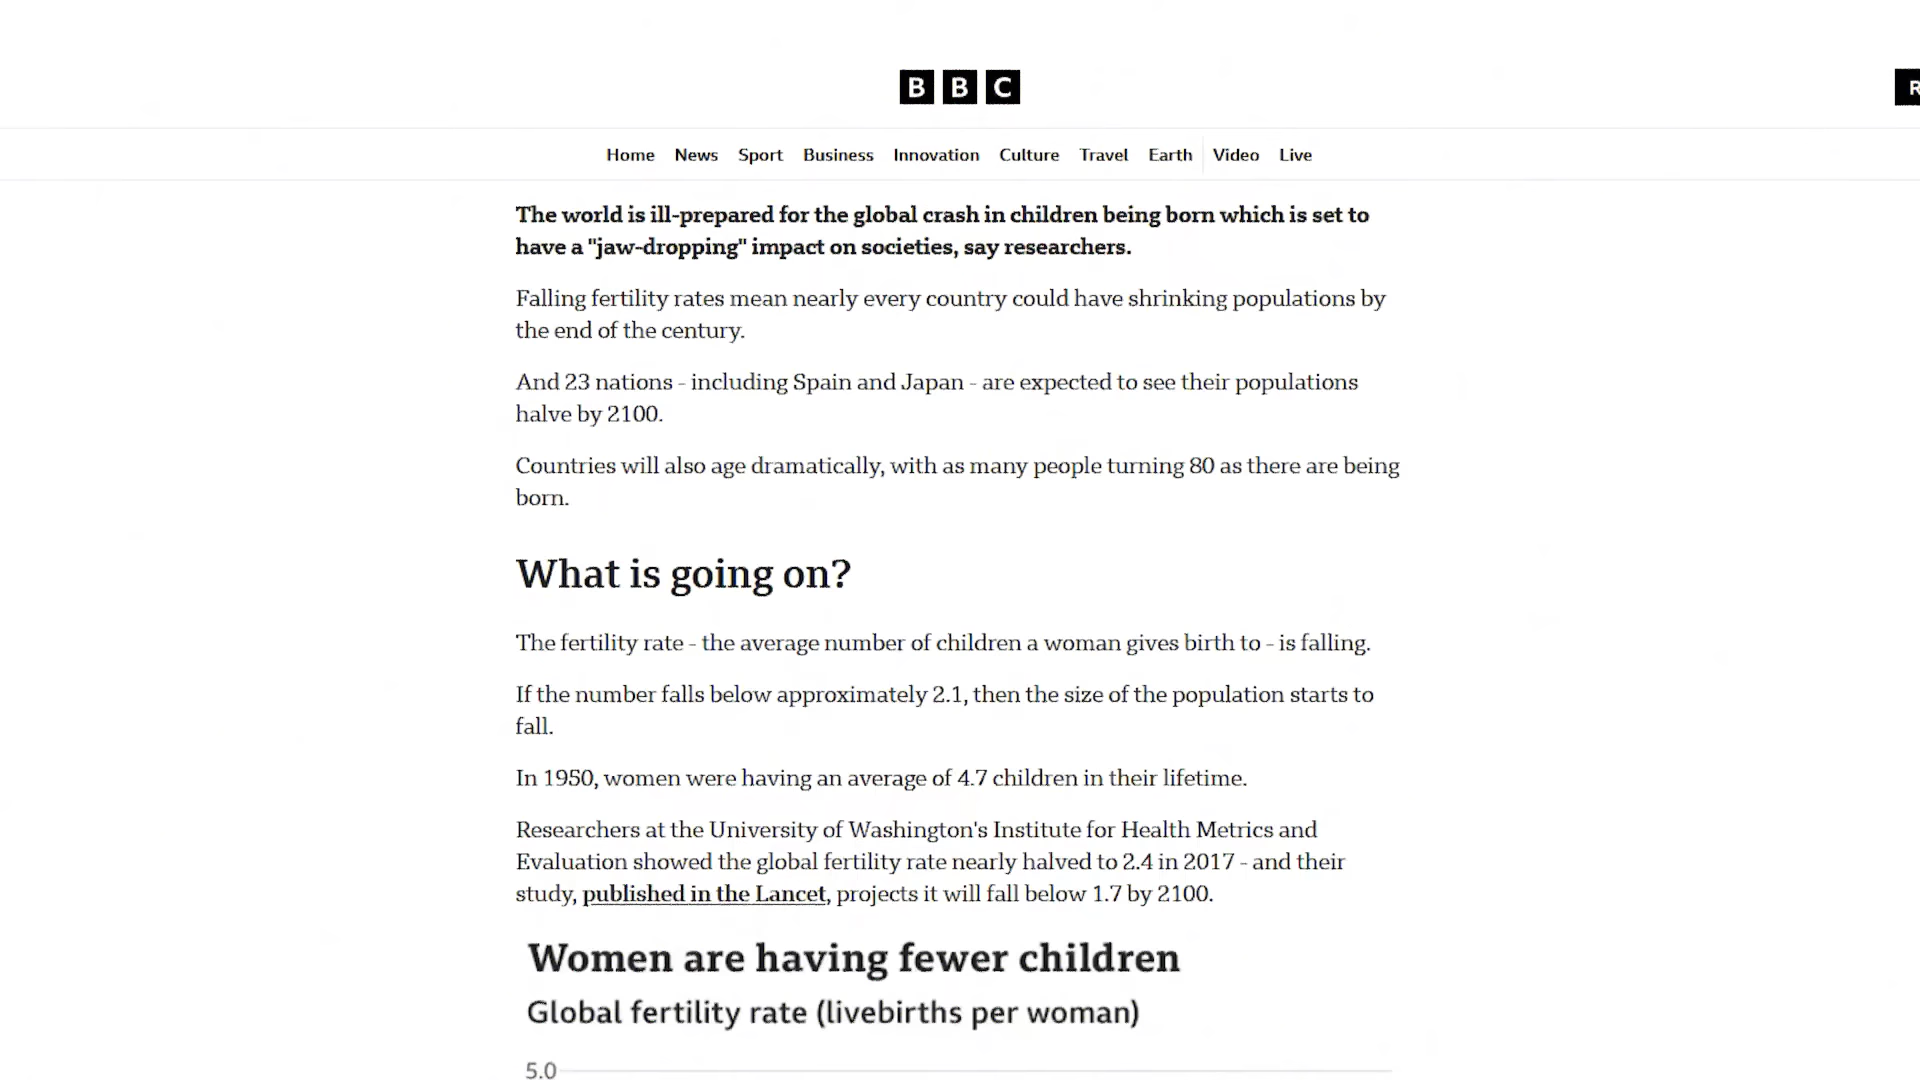 BBC
R
Home News Sport Business Innovation Culture Travel Earth Video Live
The world is ill-prepared for the global crash in children being born which is set to
have a "jaw-dropping" impact on societies, say researchers.
Falling fertility rates mean nearly every country could have shrinking populations by
the end of the century.
And 23 nations - including Spain and Japan - are expected to see their populations
halve by 2100.
Countries will also age dramatically, with as many people turning 80 as there are being
born.
What is going on?
The fertility rate - the average number of children a woman gives birth to - is falling.
If the number falls below approximately 2.1, then the size of the population starts to
fall.
In 1950, women were having an average of 4.7 children in their lifetime.
Researchers at the University of Washington's Institute for Health Metrics and
Evaluation showed the global fertility rate nearly halved to 2.4 in 2017 - and their
study, published in the Lancet, projects it will fall below 1.7 by 2100.
Women are having fewer children
Global fertility rate (livebirths per woman)
5.0